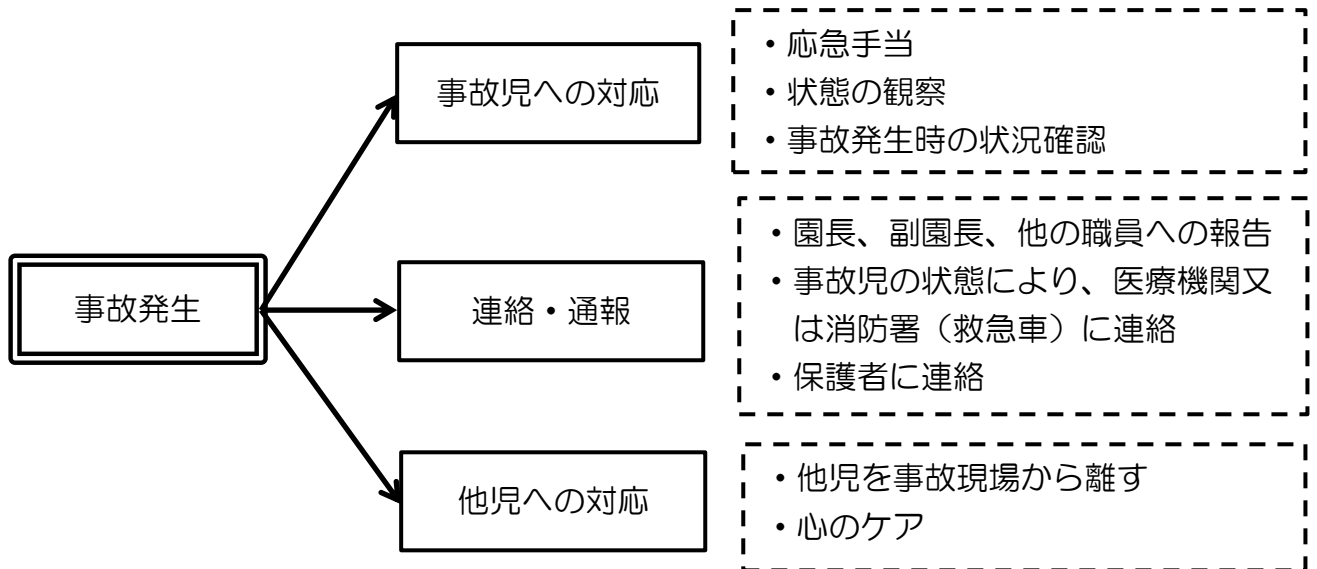 事故発生
事故児への対応
・応急手当
・状態の観察
・事故発生時の状況確認
連絡・通報
・園長、副園長、他の職員への報告
・事故児の状態により、医療機関又
は消防署（救急車）に連絡
・保護者に連絡
他児への対応
・他児を事故現場から離す
・心のケア